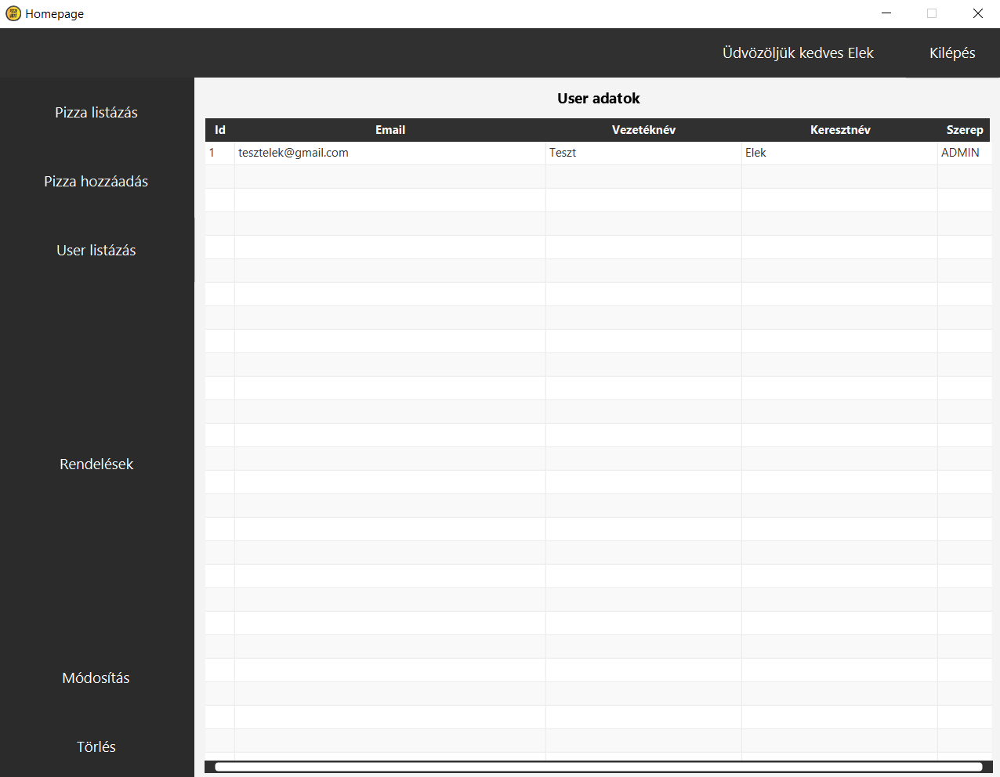 Homepage
Üdvözöljük kedves Elek
Kilépés
Pizza listázás
Pizza hozzáadás
User listázás
Rendelések
Módosítás
Törlés
User adatok
Id Email Vezetéknév Keresztnév Szerep
1 tesztelek@gmail.com Teszt Elek ADMIN